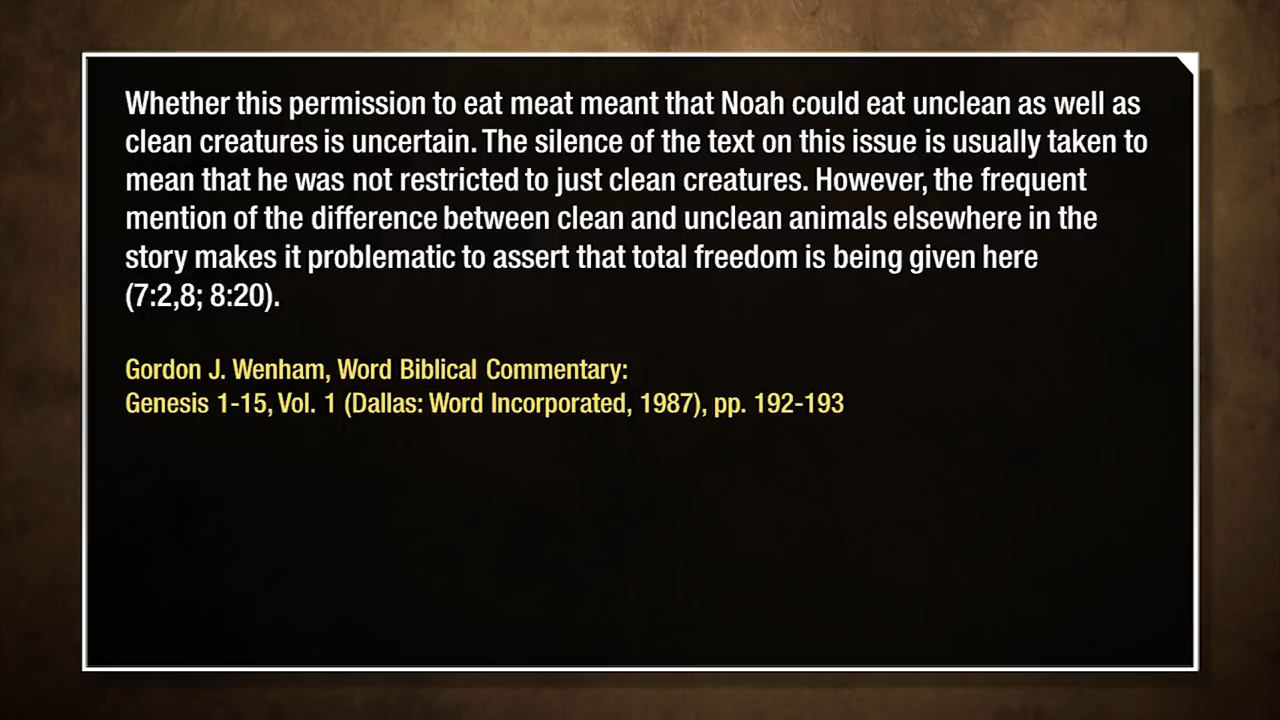 Whether this permission to eat meat meant that Noah could eat unclean as well as
clean creatures is uncertain. The silence of the text on this issue is usually taken to
mean that he was not restricted to just clean creatures. However, the frequent
mention of the difference between clean and unclean animals elsewhere in the
story makes it problematic to assert that total freedom is being given here
(7:2,8; 8:20).
Gordon J. Wenham, Word Biblical Commentary:
Genesis 1-15, Vol. 1 (Dallas: Word Incorporated, 1987), pp. 192-193